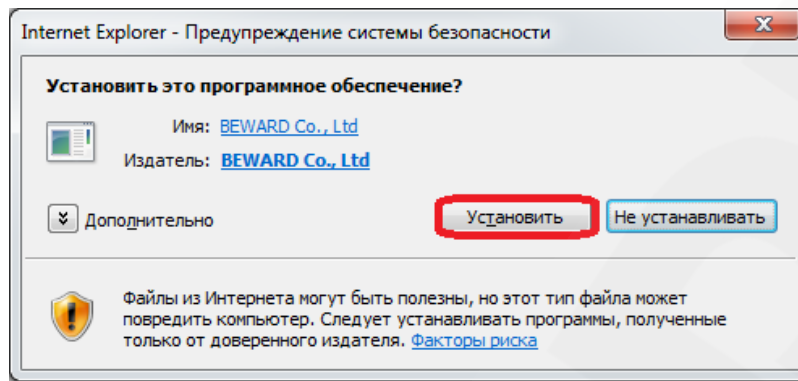 Internet Explorer - Предупреждение системы безопасности
Установить это программное обеспечение?
Имя: BEWARD Co., Ltd
Издатель: BEWARD Co., Ltd
Дополнительно
Установить
Не устанавливать
Файлы из Интернета могут быть полезны, но этот тип файла может
повредить компьютер. Следует устанавливать программы, полученные
только от доверенного издателя. Факторы риска